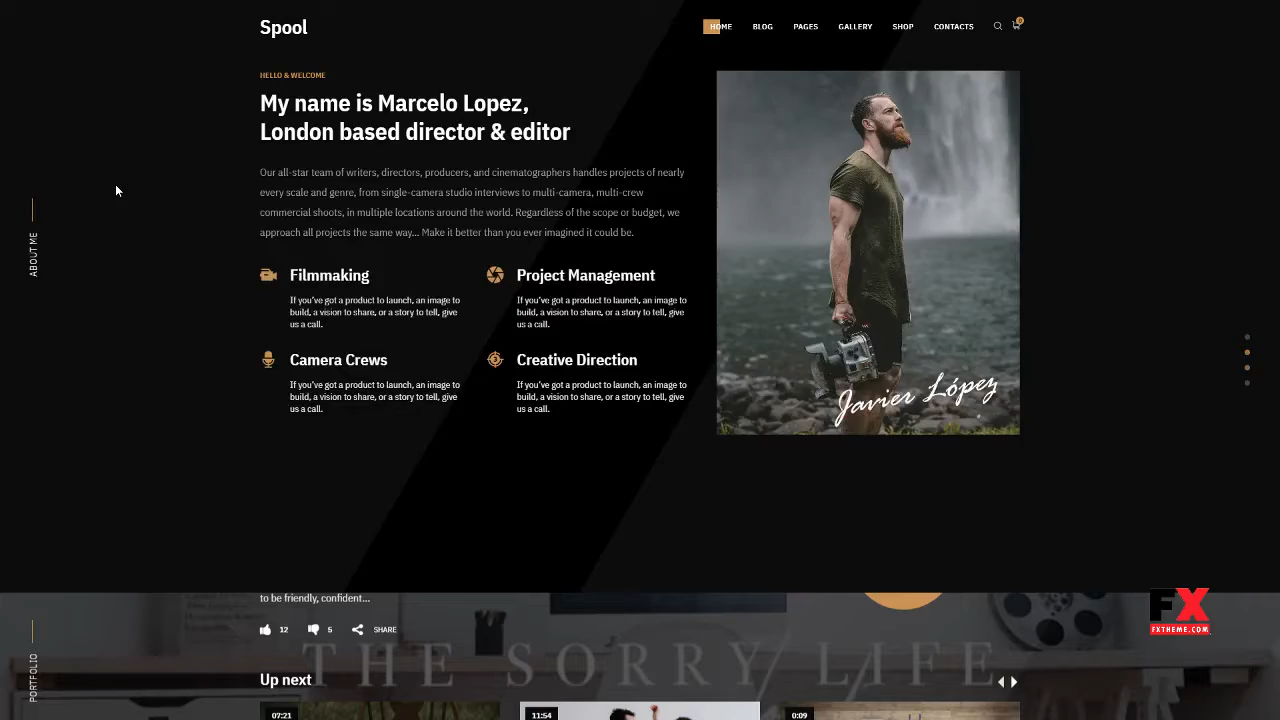 Spool
HOME BLOG PAGES GALLERY SHOP CONTACTS 0
HELLO & WELCOME
My name is Marcelo Lopez,
London based director & editor
Our all-star team of writers, directors, producers, and cinematographers handles projects of nearly
every scale and genre, from single-camera studio interviews to multi-camera, multi-crew
commercial shoots, in multiple locations around the world. Regardless of the scope or budget, we
approach all projects the same way... Make it better than you ever imagined it could be.
Filmmaking
If you've got a product to launch, an image to
build, a vision to share, or a story to tell, give
us a call.
Project Management
If you've got a product to launch, an image to
build, a vision to share, or a story to tell, give
us a call.
Camera Crews
If you've got a product to launch, an image to
build, a vision to share, or a story to tell, give
us a call.
Creative Direction
If you've got a product to launch, an image to
build, a vision to share, or a story to tell, give
us a call.
Javier López
ABOUT ME
to be friendly, confident...
12 5 SHARE
THE SORRY LIFE
Up next
07:21 11:54 0:09
PORTFOLIO
FX
FXTHEME.COM